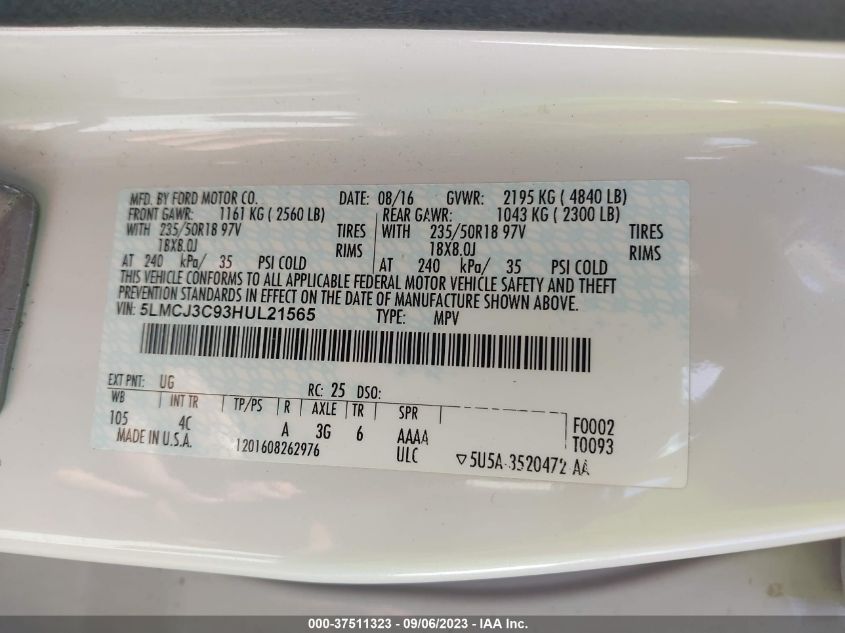 MFD. BY FORD MOTOR CO. DATE: 08/16 GVWR: 2195 KG ( 4840 LB)
FRONT GAWR: 1161 KG ( 2560 LB) REAR GAWR: 1043 KG ( 2300 LB)
WITH 235/50R18 97V TIRES WITH 235/50R18 97V TIRES
18X8.0J RIMS 18X8.0J RIMS
AT 240 kPa/ 35 PSI COLD AT 240 kPa/ 35 PSI COLD
THIS VEHICLE CONFORMS TO ALL APPLICABLE FEDERAL MOTOR VEHICLE SAFETY AND THEFT
PREVENTION STANDARDS IN EFFECT ON THE DATE OF MANUFACTURE SHOWN ABOVE.
VIN: 5LMCJ3C93HUL21565 TYPE: MPV
EXT PNT: UG RC: 25 DSO:
WB INT TR TP/PS R AXLE TR SPR
105 4C A 3G 6 AAAA F0002
MADE IN U.S.A. 1201608262976 ULC T0093
▽5U5A-3520472 AA
000-37511323 - 09/06/2023 - Copyright © IAA Inc.